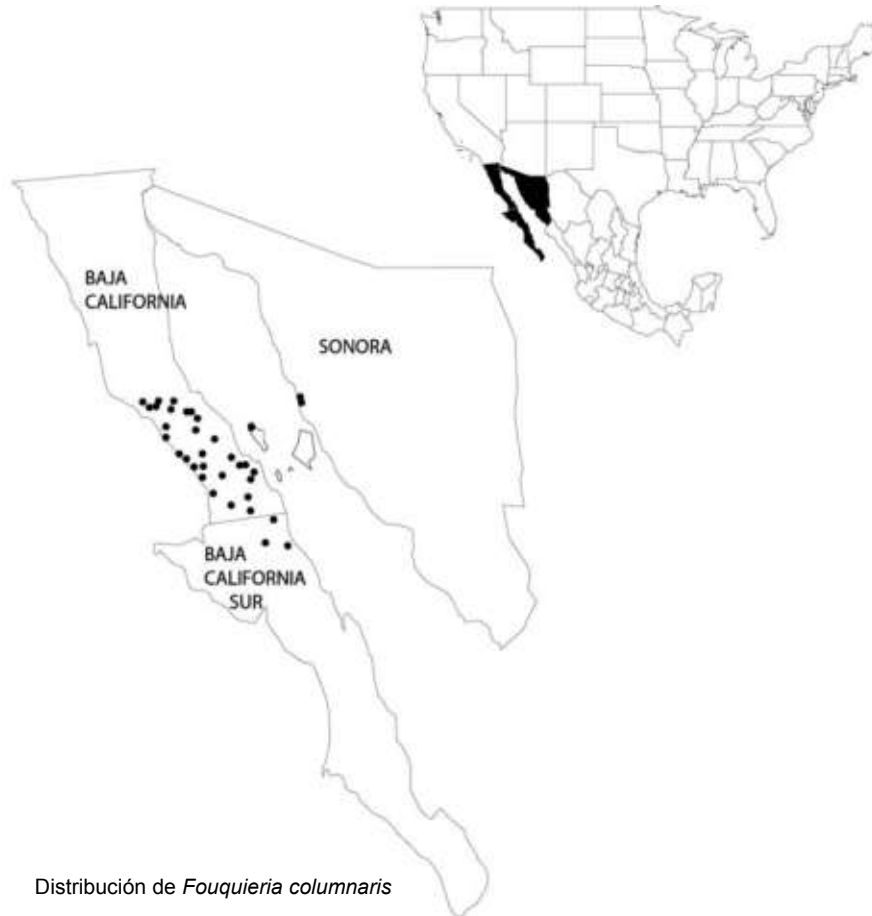 BAJA
CALIFORNIA
SONORA
BAJA
CALIFORNIA
SUR
Distribución de Fouquieria columnaris